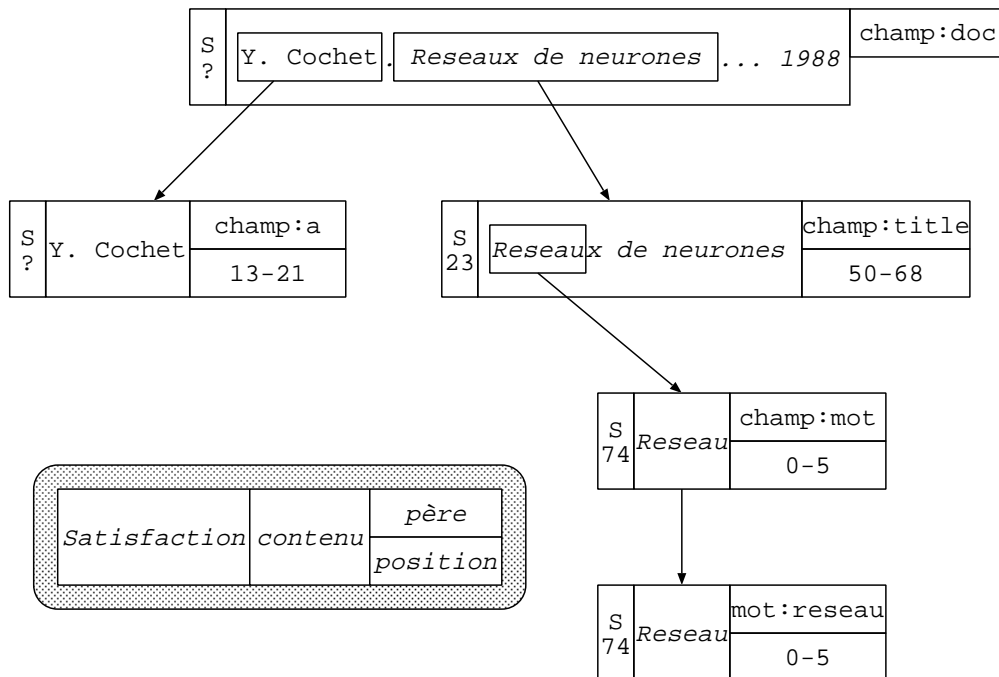 S
?
Y. Cochet. Reseaux de neurones ... 1988
champ:doc
S
?
Y. Cochet
champ:a
13-21
S
23
Reseaux de neurones
champ:title
50-68
S
74
Reseau
champ:mot
0-5
Satisfaction
contenu
père
position
S
74
Reseau
mot:reseau
0-5